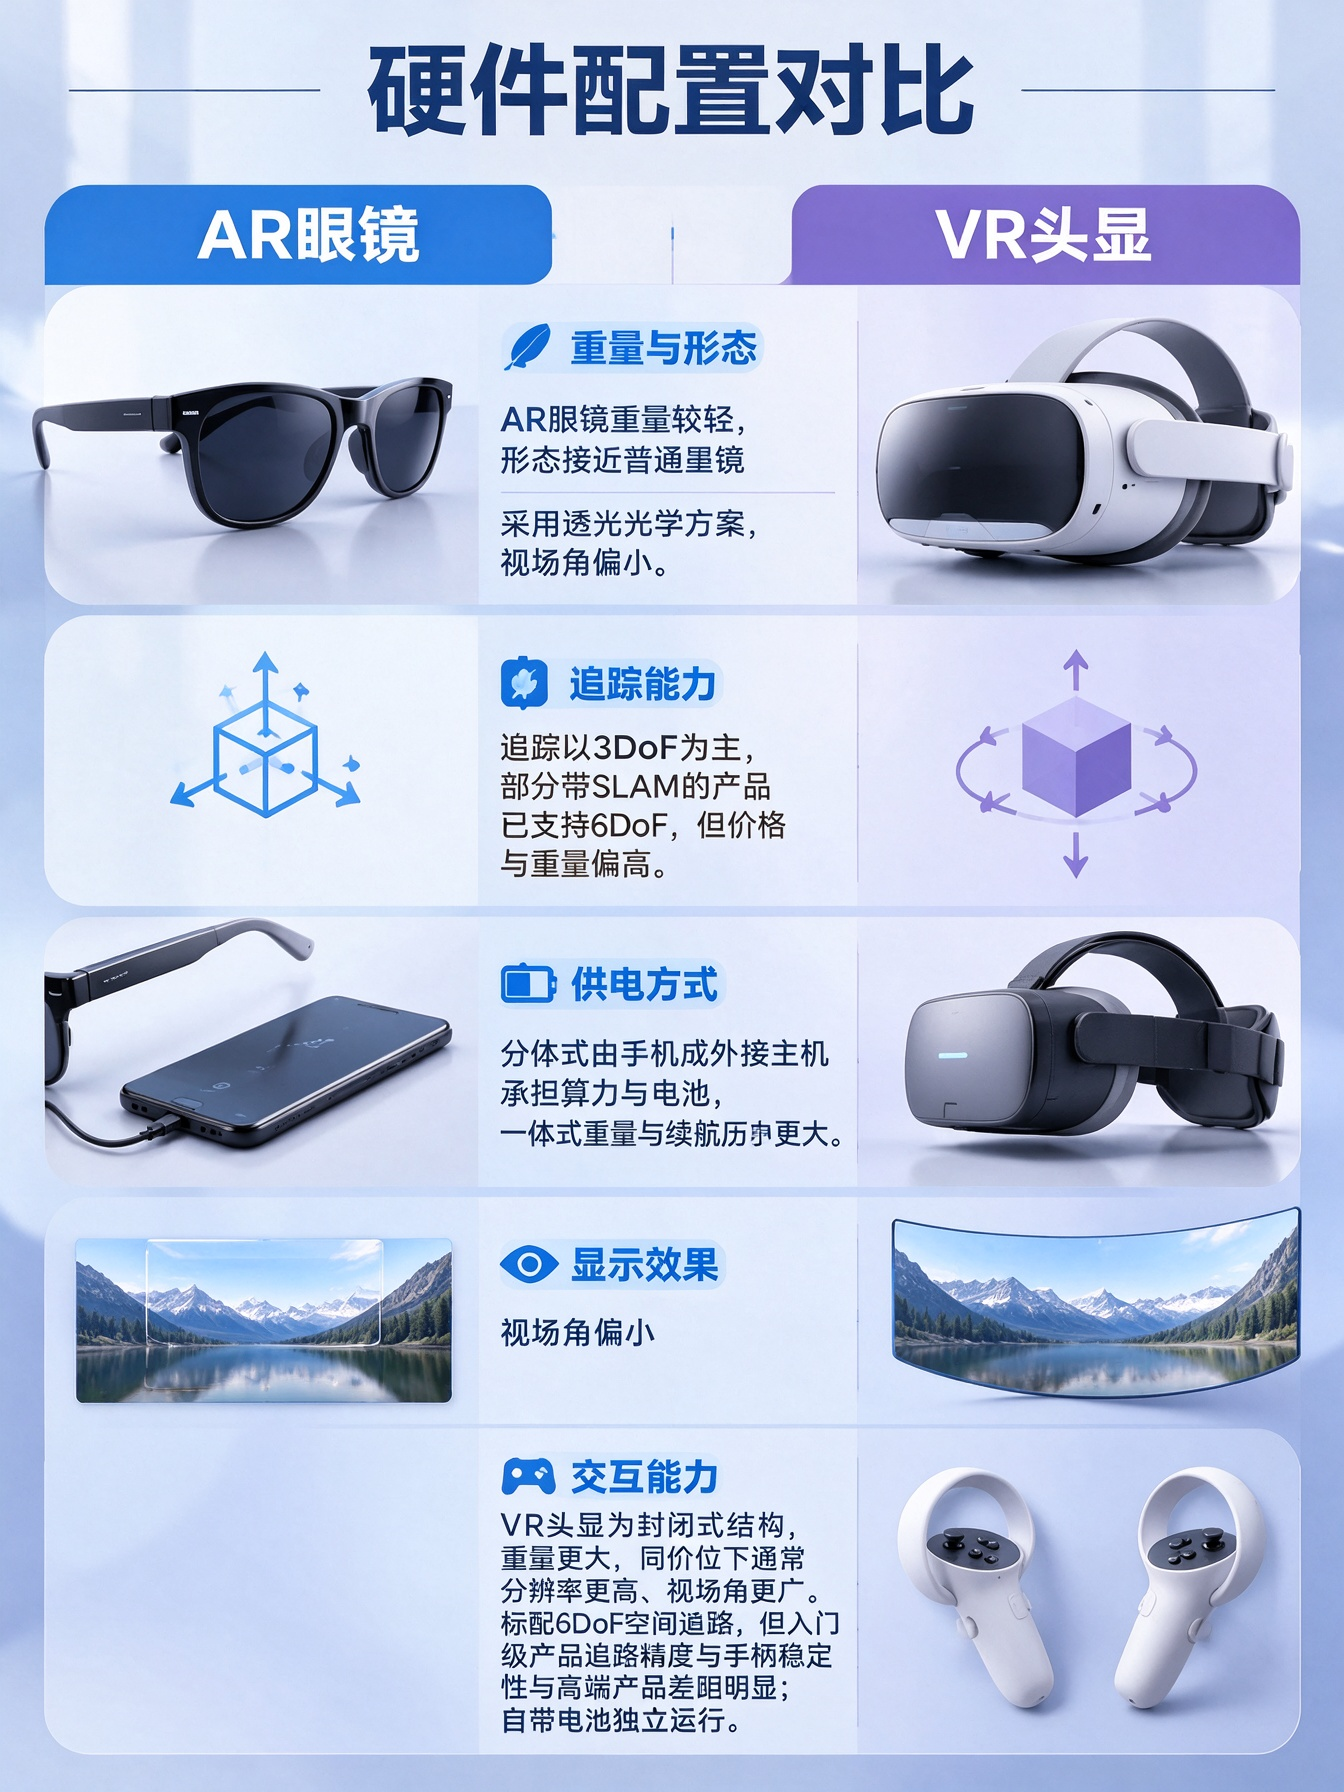 硬件配置对比
AR眼镜
VR头显
重量与形态
AR眼镜重量较轻，
形态接近普通里镜
采用透光光学方案，
视场角偏小。
追踪能力
追踪以3DoF为主，
部分带SLAM的产品
已支持6DoF，但价格
与重量偏高。
供电方式
分体式由手机成外接主机
承担算力与电池，
一体式重量与续航历更大。
显示效果
视场角偏小
交互能力
VR头显为封闭式结构，
重量更大，同价位下通常
分辨率更高、视场角更广。
标配6DoF空间追路，但入门
级产品追路精度与手柄稳定
性与高端产品差阻明显；
自带电池独立运行。